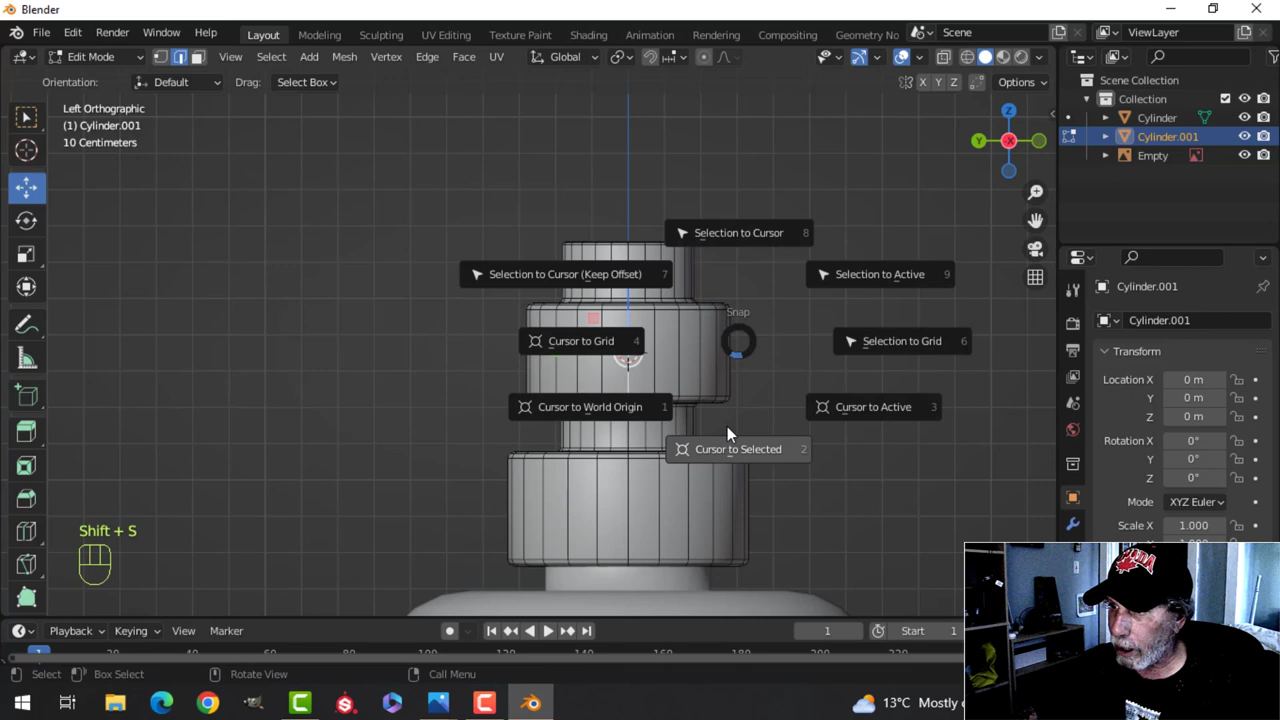 Blender
File Edit Render Window Help
Layout Modeling Sculpting UV Editing Texture Paint Shading Animation Rendering Compositing Geometry No
Scene
ViewLayer
Edit Mode
View Select Add Mesh Vertex Edge Face UV
Global
Orientation: Default
Drag: Select Box
X Y Z
Options
Scene Collection
Collection
Cylinder
Cylinder.001
Empty
Left Orthographic
(1) Cylinder.001
10 Centimeters
Z
Y
X
Selection to Cursor 8
Selection to Cursor (Keep Offset) 7
Selection to Active 9
Snap
Cursor to Grid 4
Selection to Grid 6
Cursor to World Origin 1
Cursor to Active 3
Cursor to Selected 2
Shift + S
Cylinder.001
Cylinder.001
Transform
Location X 0 m
Y 0 m
Z 0 m
Rotation X 0°
Y 0°
Z 0°
Mode XYZ Euler
Scale X 1.000
CANADA
Playback Keying View Marker
1
Start 1
1
Select
Box Select
Rotate View
Call Menu
13°C Mostly c